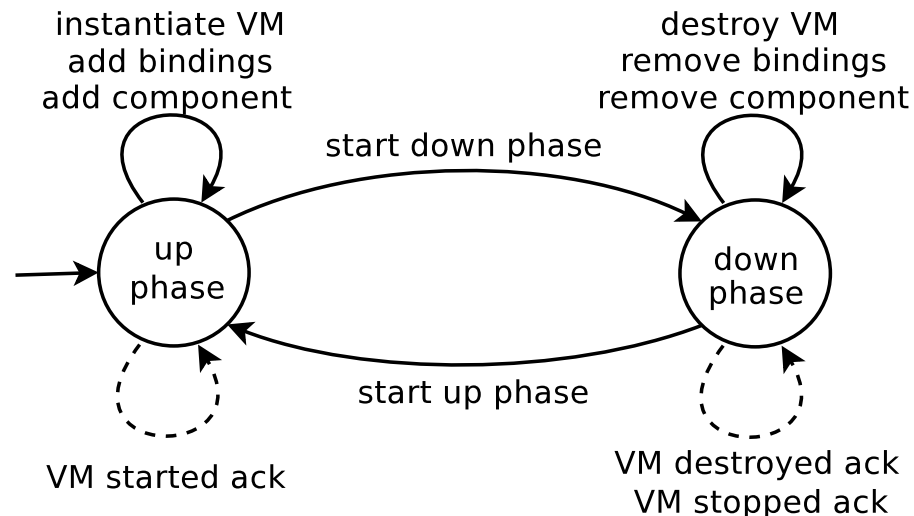 instantiate VM
add bindings
add component
destroy VM
remove bindings
remove component
start down phase
up
phase
down
phase
start up phase
VM started ack
VM destroyed ack
VM stopped ack